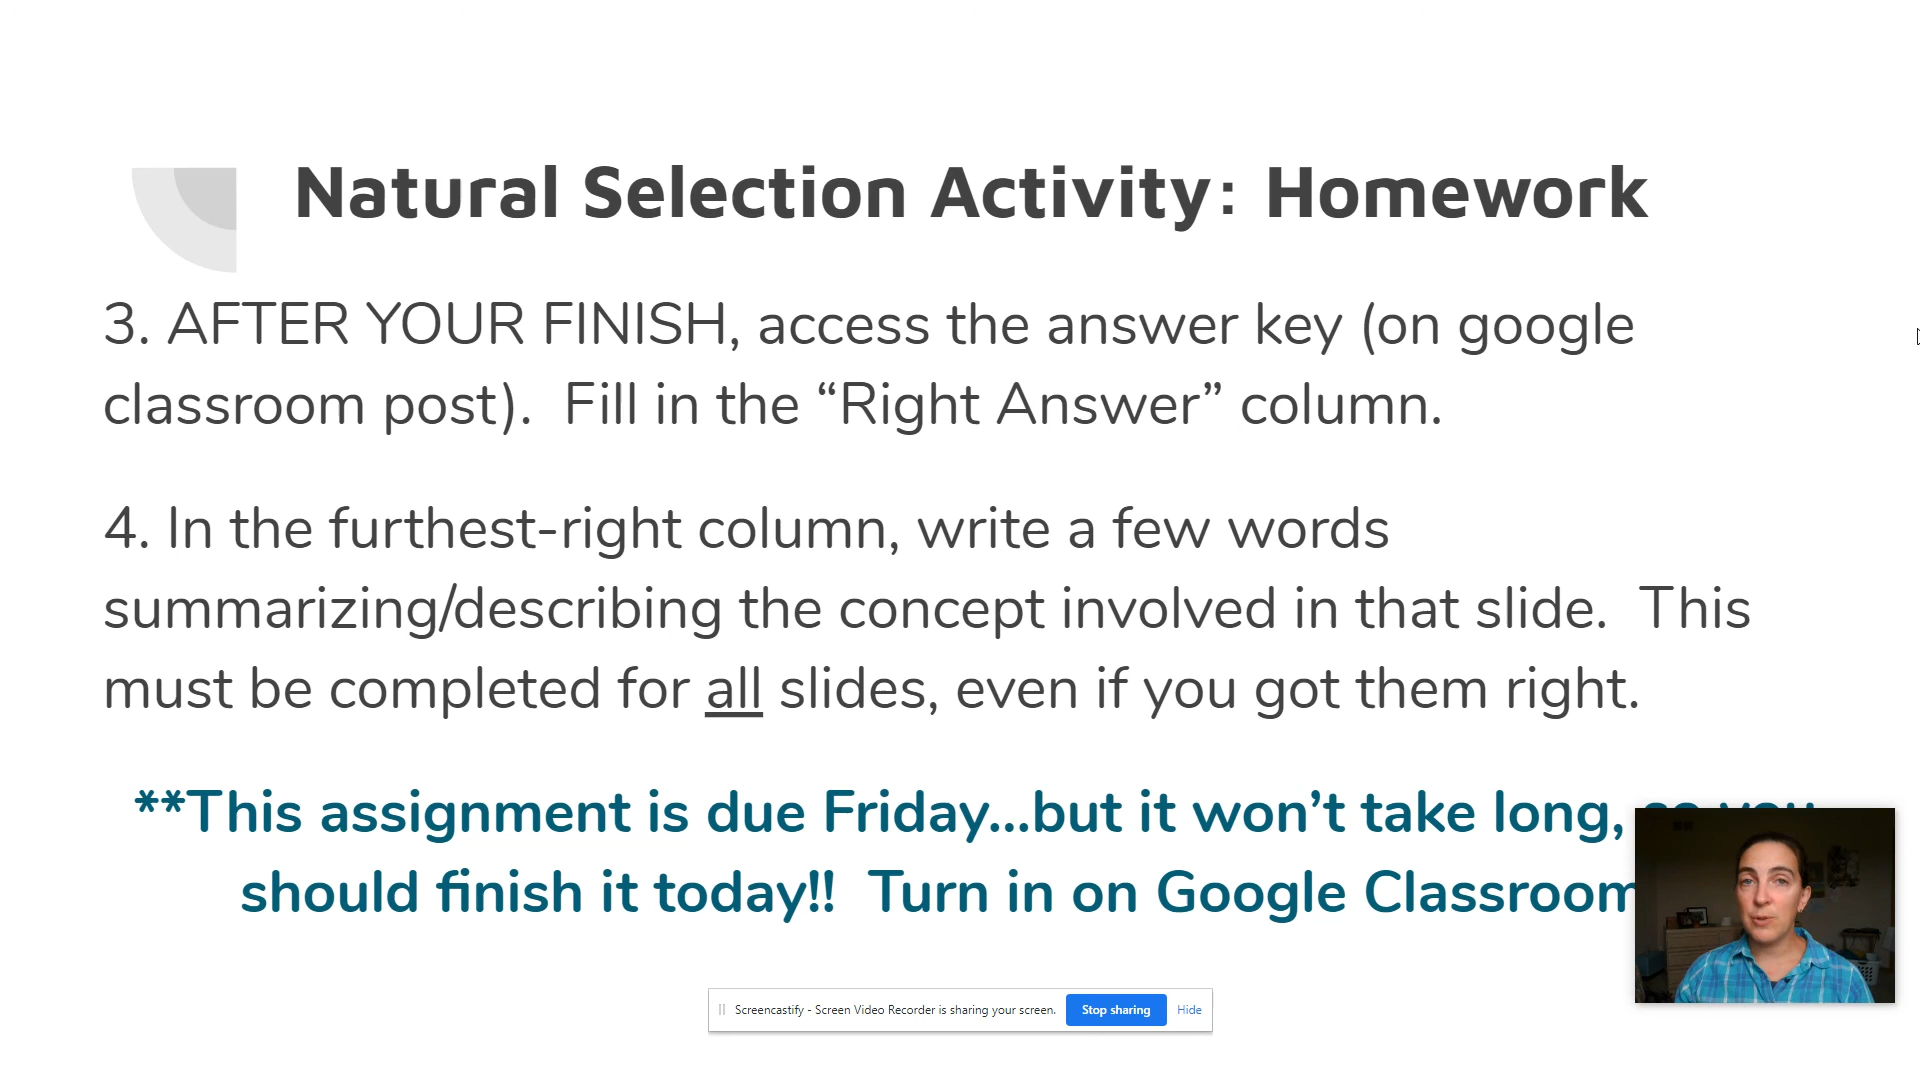 Natural Selection Activity: Homework
3. AFTER YOUR FINISH, access the answer key (on google
classroom post).  Fill in the “Right Answer” column.
4. In the furthest-right column, write a few words
summarizing/describing the concept involved in that slide.  This
must be completed for all slides, even if you got them right.
**This assignment is due Friday...but it won’t take long, so you
should finish it today!!  Turn in on Google Classroom
Screencastify - Screen Video Recorder is sharing your screen. Stop sharing Hide